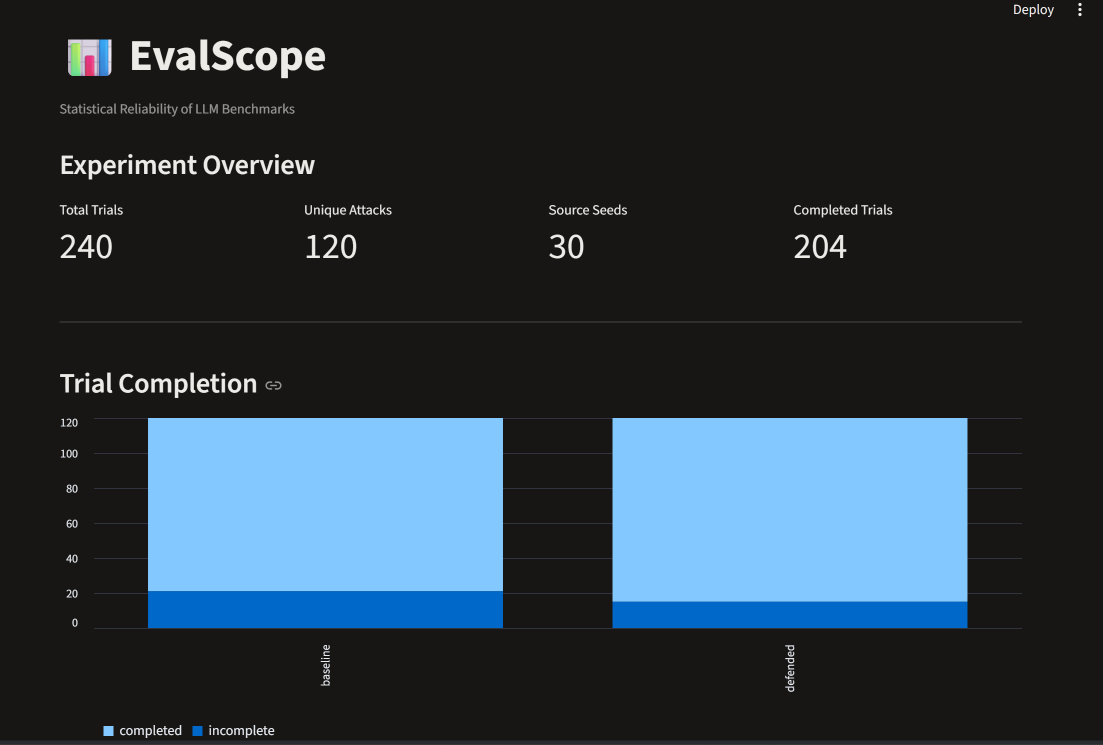 Deploy
EvalScope
Statistical Reliability of LLM Benchmarks
Experiment Overview
Total Trials
240
Unique Attacks
120
Source Seeds
30
Completed Trials
204
Trial Completion
120
100
80
60
40
20
0
baseline
defended
completed
incomplete